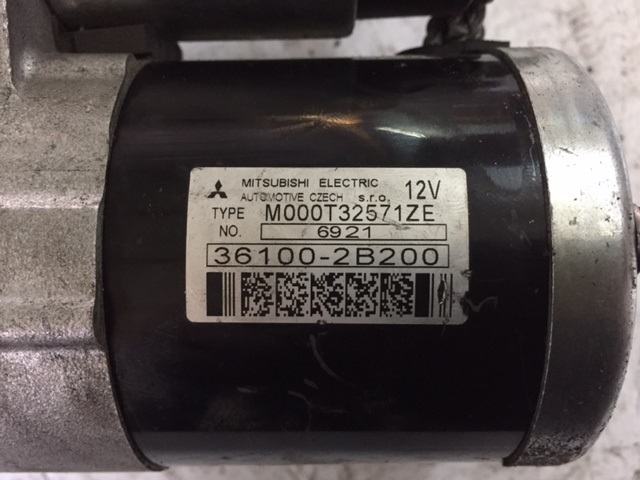 MITSUBISHI ELECTRIC 12V
AUTOMOTIVE CZECH s.r.o.
TYPE M000T32571ZE
NO. 6921
36100-2B200